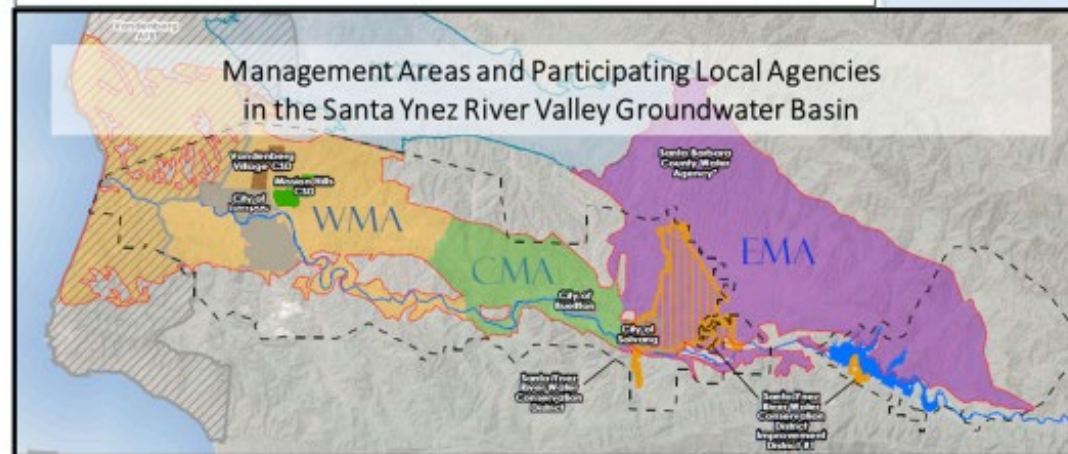 Vandenberg
AFB
Management Areas and Participating Local Agencies
in the Santa Ynez River Valley Groundwater Basin
Vandenberg
Village CSD
Mission Hills
CSD
City of
Lompoc
Santa Barbara
County Water
Agency*
WMA
CMA
EMA
City of
Buellton
City of
Solvang
Santa Ynez
River Water
Conservation
District
Santa Ynez
River Water
Conservation
District
Improvement
District #1